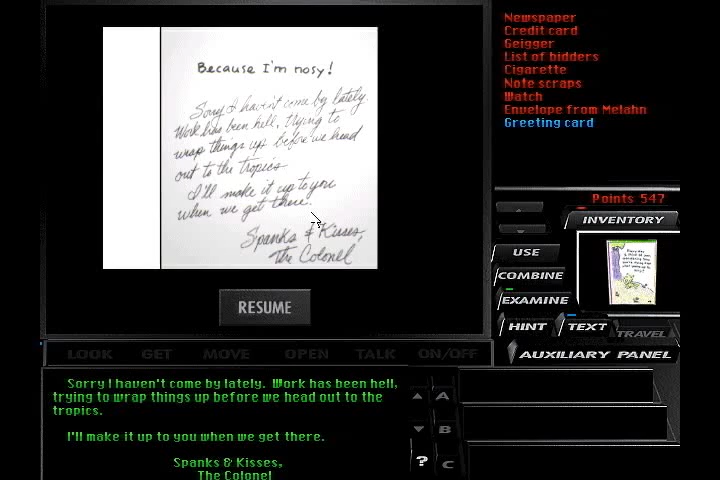 Because I'm nosy!
Sorry I haven't come by lately.
Work has been hell, trying to
wrap things up before we head
out to the tropics.
I'll make it up to you
when we get there.
Spanks & Kisses,
The Colonel
RESUME
LOOK GET MOVE OPEN TALK ON/OFF
Sorry I haven't come by lately. Work has been hell,
trying to wrap things up before we head out to the
tropics.
I'll make it up to you when we get there.
Spanks & Kisses,
The Colonel
A
B
? C
Newspaper
Credit card
Geigger
List of bidders
Cigarette
Note scraps
Watch
Envelope from Melahn
Greeting card
Points 547
INVENTORY
USE
COMBINE
EXAMINE
HINT TEXT TRAVEL
AUXILIARY PANEL